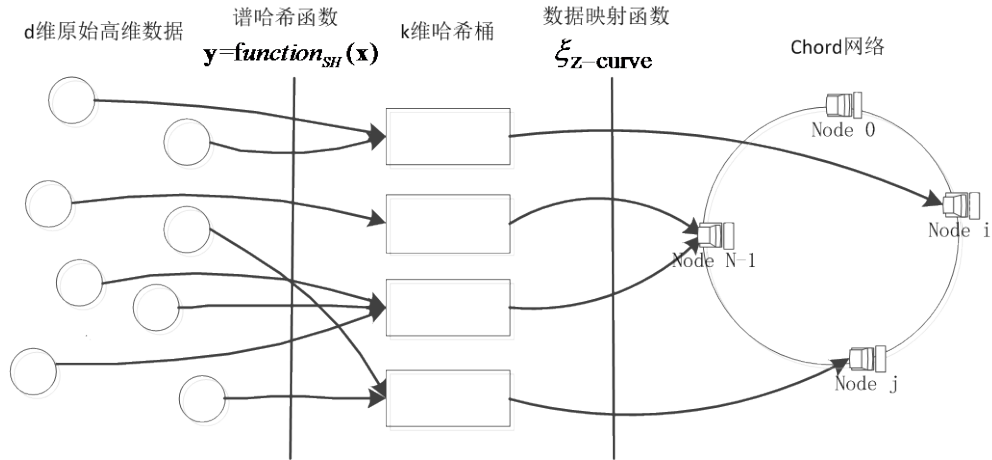 d维原始高维数据
谱哈希函数
y=function_SH(x)
k维哈希桶
数据映射函数
ξz-curve
Chord网络
Node 0
Node i
Node N-1
Node j